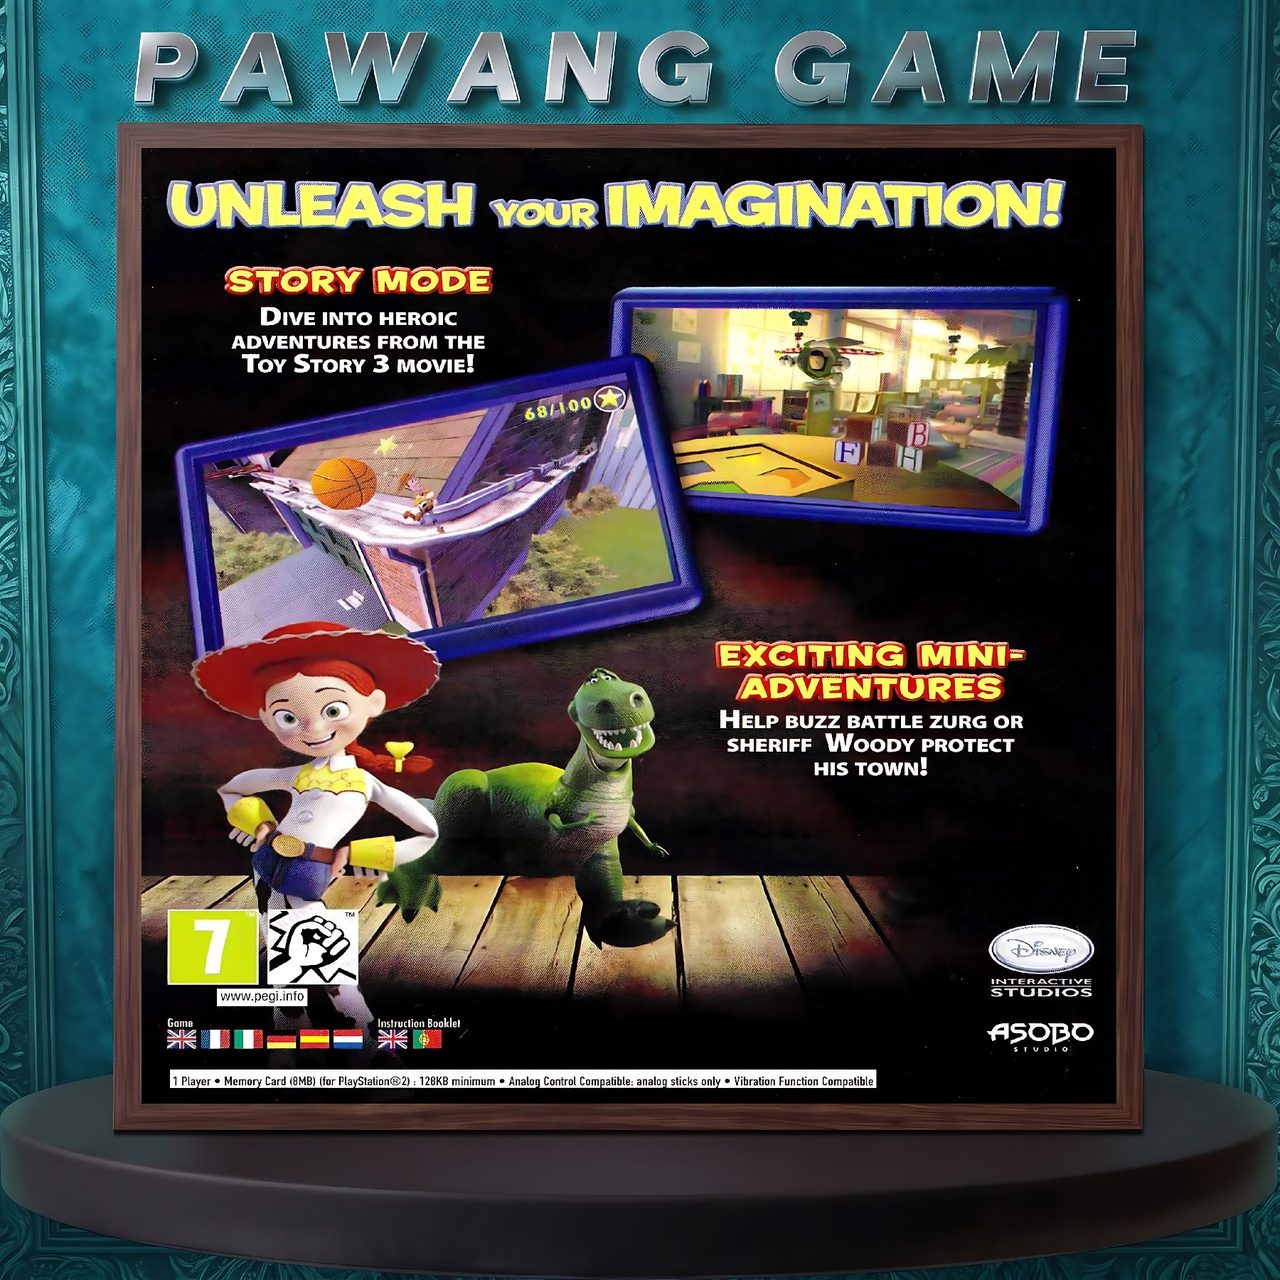 PAWANG GAME
UNLEASH YOUR IMAGINATION!
STORY MODE
DIVE INTO HEROIC
ADVENTURES FROM THE
TOY STORY 3 MOVIE!
68/100
B
F H
EXCITING MINI-
ADVENTURES
HELP BUZZ BATTLE ZURG OR
SHERIFF WOODY PROTECT
HIS TOWN!
7
TM
www.pegi.info
Game
Instruction Booklet
Disney
INTERACTIVE
STUDIOS
ASOBO
STUDIO
1 Player • Memory Card (8MB) (for PlayStation®2) : 128KB minimum • Analog Control Compatible: analog sticks only • Vibration Function Compatible